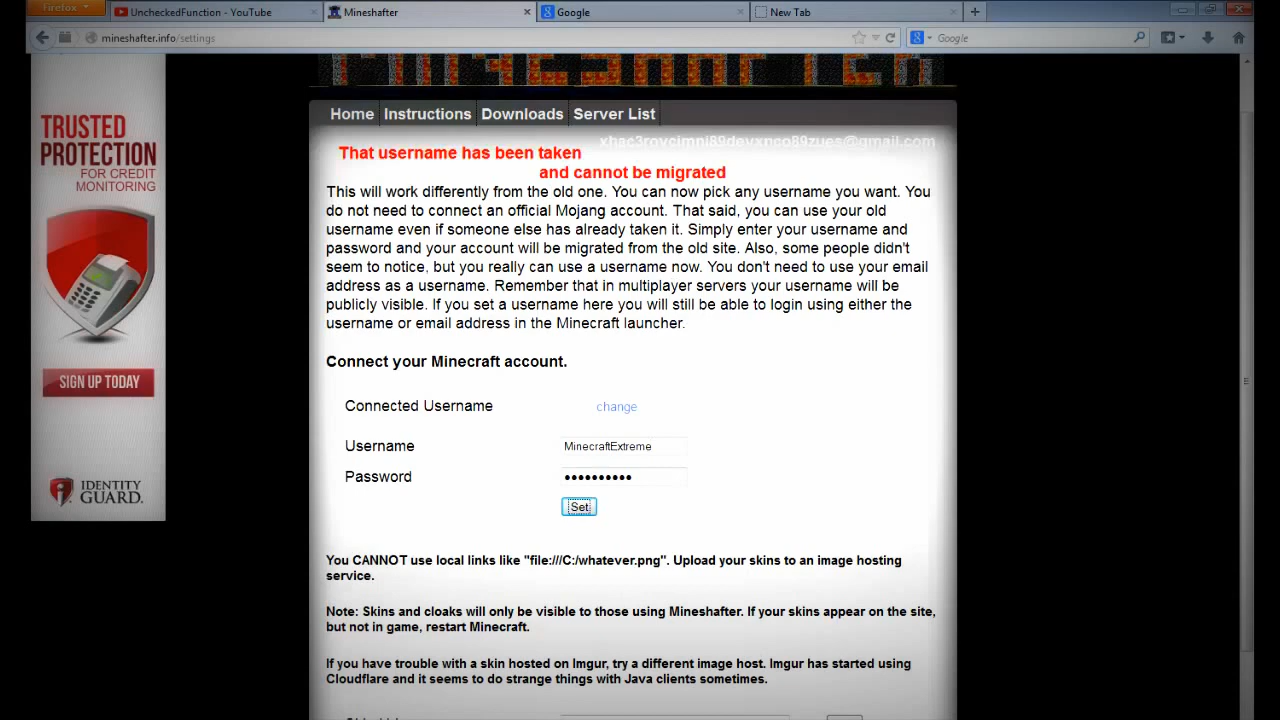 Firefox
UncheckedFunction - YouTube
Mineshafter
Google
New Tab
mineshafter.info/settings
Google
MINESHAFTER
Home
Instructions
Downloads
Server List
That username has been taken
and cannot be migrated
This will work differently from the old one. You can now pick any username you want. You
do not need to connect an official Mojang account. That said, you can use your old
username even if someone else has already taken it. Simply enter your username and
password and your account will be migrated from the old site. Also, some people didn't
seem to notice, but you really can use a username now. You don't need to use your email
address as a username. Remember that in multiplayer servers your username will be
publicly visible. If you set a username here you will still be able to login using either the
username or email address in the Minecraft launcher.
Connect your Minecraft account.
Connected Username
change
Username
MinecraftExtreme
Password
Set
You CANNOT use local links like "file:///C:/whatever.png". Upload your skins to an image hosting
service.
Note: Skins and cloaks will only be visible to those using Mineshafter. If your skins appear on the site,
but not in game, restart Minecraft.
If you have trouble with a skin hosted on Imgur, try a different image host. Imgur has started using
Cloudflare and it seems to do strange things with Java clients sometimes.
TRUSTED
PROTECTION
FOR CREDIT
MONITORING
SIGN UP TODAY
IDENTITY
GUARD.